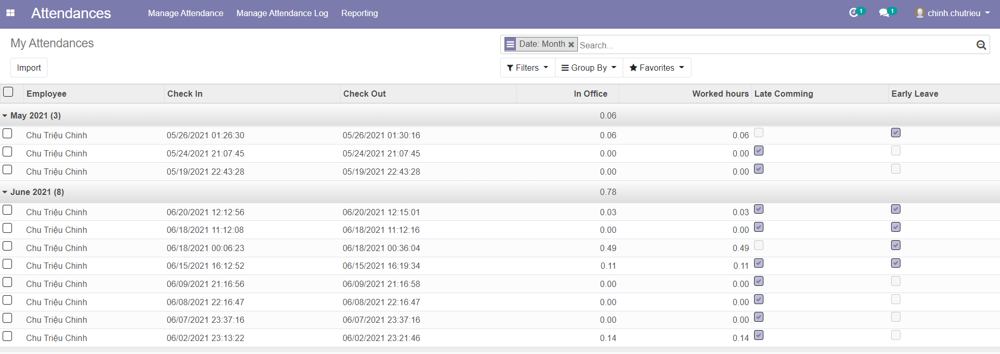 Attendances Manage Attendance Manage Attendance Log Reporting 1 1 chinh.chutrieu
My Attendances
Date: Month Search...
Import Filters Group By Favorites
Employee Check In Check Out In Office Worked hours Late Comming Early Leave
May 2021 (3) 0.06
Chu Triệu Chinh 05/26/2021 01:26:30 05/26/2021 01:30:16 0.06 0.06
Chu Triệu Chinh 05/24/2021 21:07:45 05/24/2021 21:07:45 0.00 0.00
Chu Triệu Chinh 05/19/2021 22:43:28 05/19/2021 22:43:28 0.00 0.00
June 2021 (8) 0.78
Chu Triệu Chinh 06/20/2021 12:12:56 06/20/2021 12:15:01 0.03 0.03
Chu Triệu Chinh 06/18/2021 11:12:08 06/18/2021 11:12:16 0.00 0.00
Chu Triệu Chinh 06/18/2021 00:06:23 06/18/2021 00:36:04 0.49 0.49
Chu Triệu Chinh 06/15/2021 16:12:52 06/15/2021 16:19:34 0.11 0.11
Chu Triệu Chinh 06/09/2021 21:16:56 06/09/2021 21:16:58 0.00 0.00
Chu Triệu Chinh 06/08/2021 22:16:47 06/08/2021 22:16:47 0.00 0.00
Chu Triệu Chinh 06/07/2021 23:37:16 06/07/2021 23:37:16 0.00 0.00
Chu Triệu Chinh 06/02/2021 23:13:22 06/02/2021 23:21:46 0.14 0.14